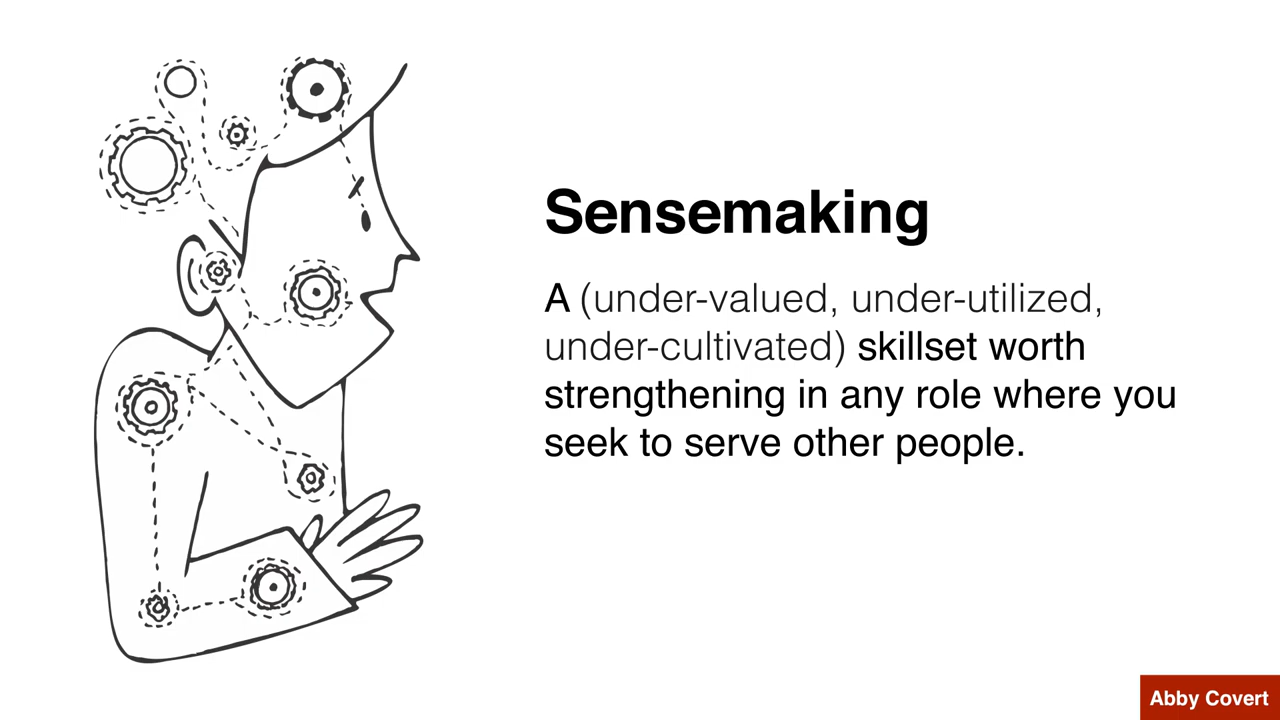 Sensemaking
A (under-valued, under-utilized,
under-cultivated) skillset worth
strengthening in any role where you
seek to serve other people.
Abby Covert